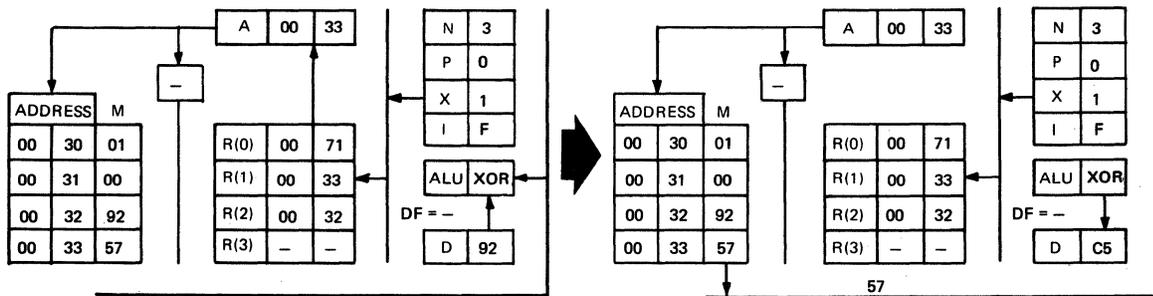 A 00 33
N 3
P 0
X 1
I F
–
ADDRESS M
00 30 01
00 31 00
00 32 92
00 33 57
R(0) 00 71
R(1) 00 33
R(2) 00 32
R(3) – –
ALU XOR
DF = –
D 92
A 00 33
N 3
P 0
X 1
I F
–
ADDRESS M
00 30 01
00 31 00
00 32 92
00 33 57
R(0) 00 71
R(1) 00 33
R(2) 00 32
R(3) – –
ALU XOR
DF = –
D C5
57